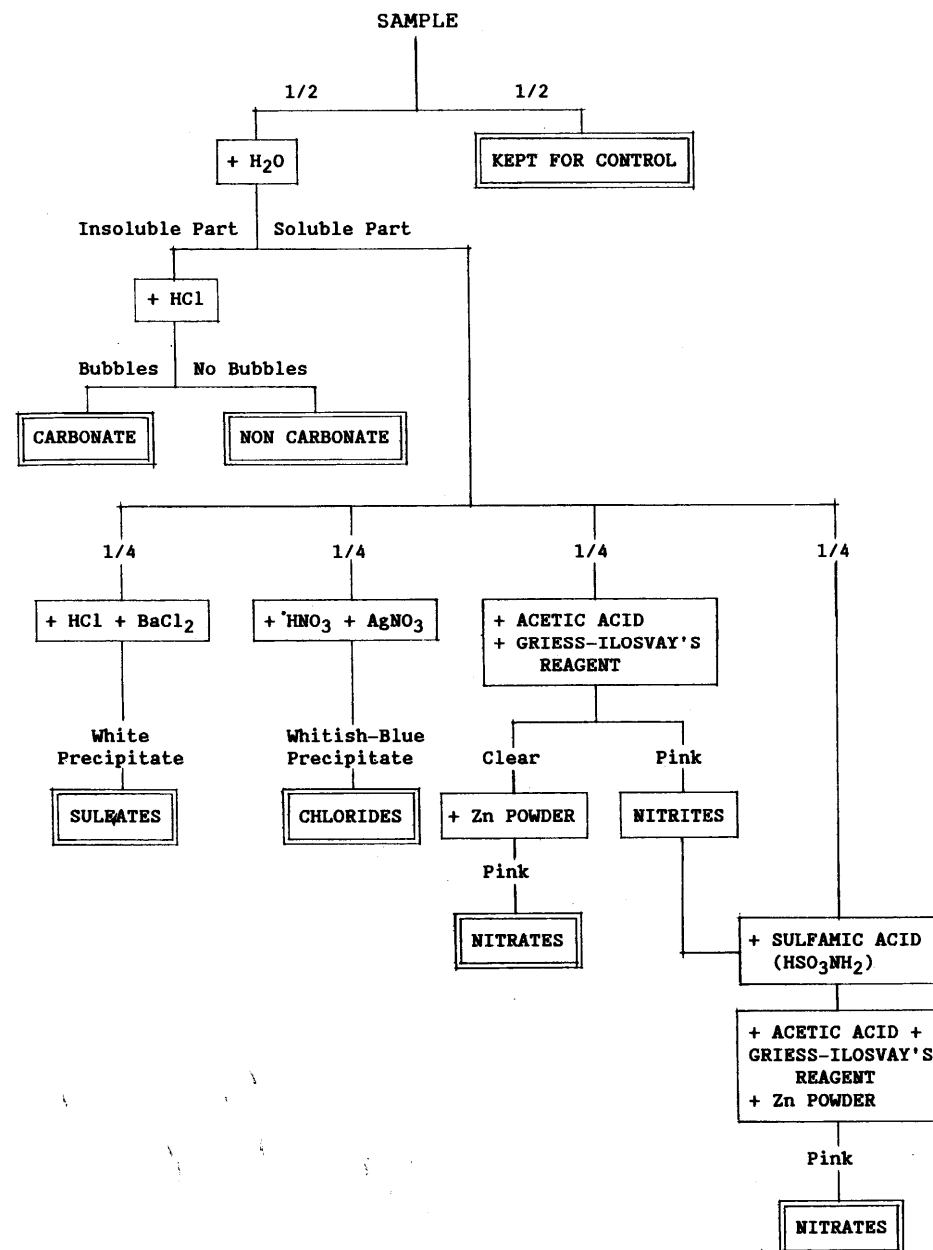 SAMPLE
1/2 1/2
+ H2O
KEPT FOR CONTROL
Insoluble Part Soluble Part
+ HCl
Bubbles No Bubbles
CARBONATE
NON CARBONATE
1/4 1/4 1/4 1/4
+ HCl + BaCl2
+ HNO3 + AgNO3
+ ACETIC ACID
+ GRIESS-ILOSVAY'S
REAGENT
White
Precipitate
Whitish-Blue
Precipitate
Clear
Pink
SULFATES
CHLORIDES
+ Zn POWDER
NITRITES
Pink
NITRATES
+ SULFAMIC ACID
(HSO3NH2)
+ ACETIC ACID +
GRIESS-ILOSVAY'S
REAGENT
+ Zn POWDER
Pink
NITRATES